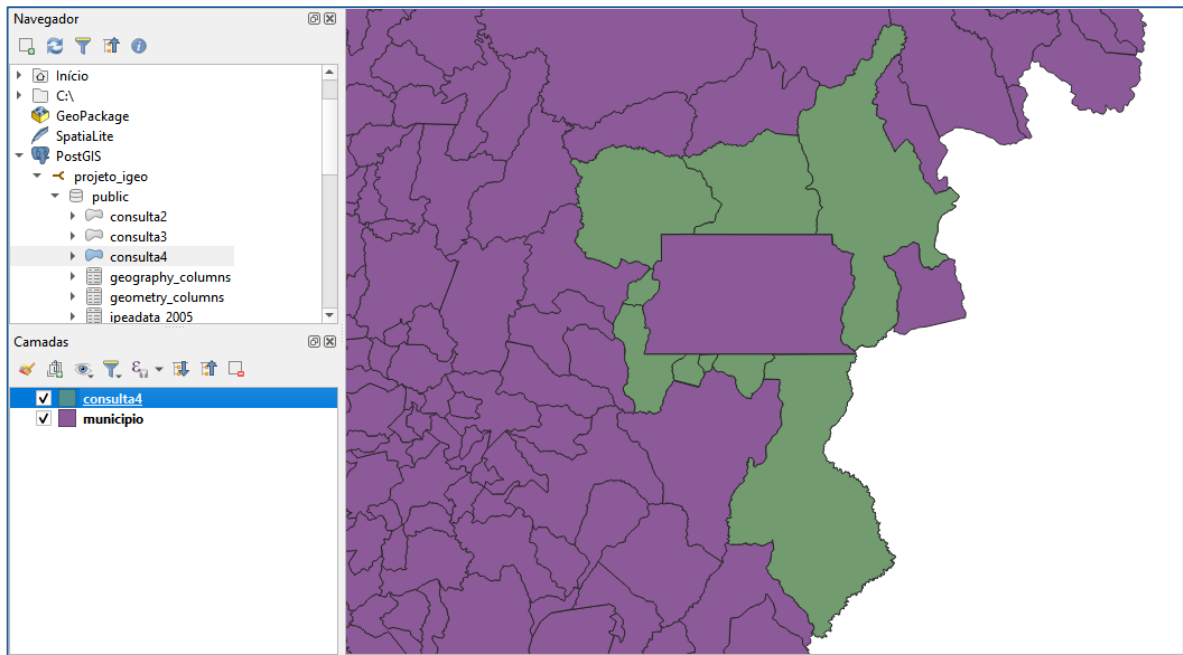 Navegador
Início
C:\
GeoPackage
SpatiaLite
PostGIS
projeto_igeo
public
consulta2
consulta3
consulta4
geography_columns
geometry_columns
ipeadata_2005
Camadas
consulta4
municipio